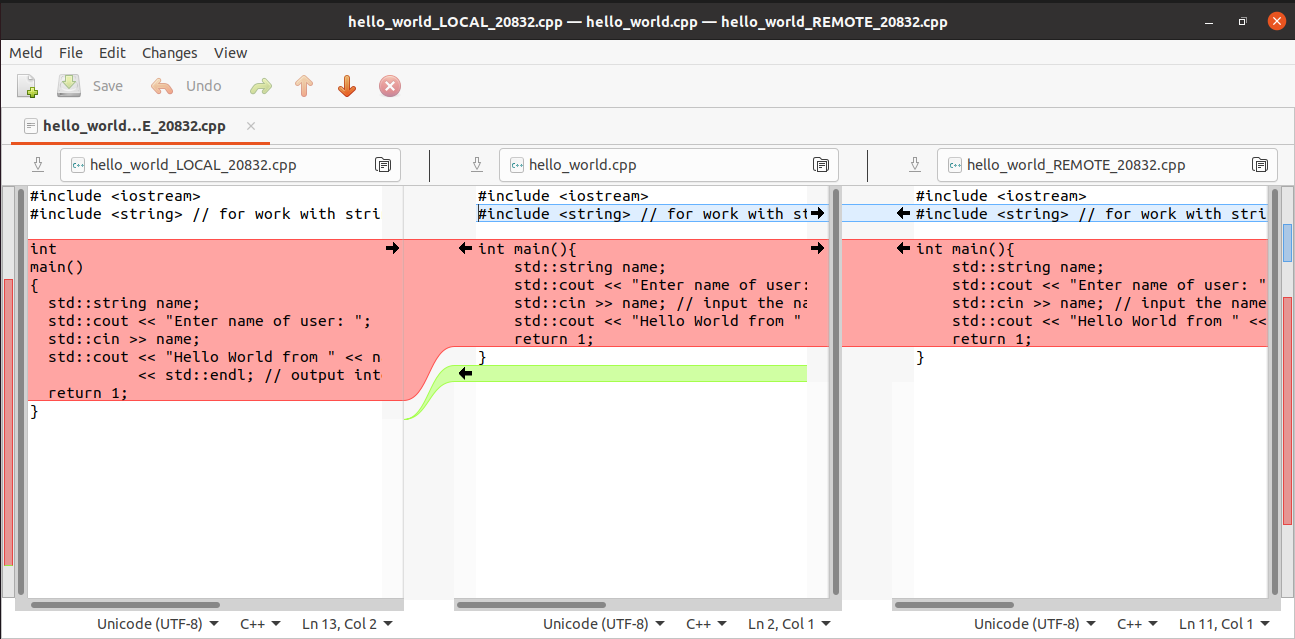 hello_world_LOCAL_20832.cpp — hello_world.cpp — hello_world_REMOTE_20832.cpp
Meld File Edit Changes View
Save Undo
hello_world...E_20832.cpp
hello_world_LOCAL_20832.cpp
hello_world.cpp
hello_world_REMOTE_20832.cpp
#include <iostream>
#include <string> // for work with stri
int
main()
{
  std::string name;
  std::cout << "Enter name of user: ";
  std::cin >> name;
  std::cout << "Hello World from " << n
            << std::endl; // output int
  return 1;
}
#include <iostream>
#include <string> // for work with st
int main(){
    std::string name;
    std::cout << "Enter name of user:
    std::cin >> name; // input the na
    std::cout << "Hello World from "
    return 1;
}
#include <iostream>
#include <string> // for work with stri
int main(){
    std::string name;
    std::cout << "Enter name of user: "
    std::cin >> name; // input the name
    std::cout << "Hello World from " <<
    return 1;
}
Unicode (UTF-8) C++ Ln 13, Col 2
Unicode (UTF-8) C++ Ln 2, Col 1
Unicode (UTF-8) C++ Ln 11, Col 1